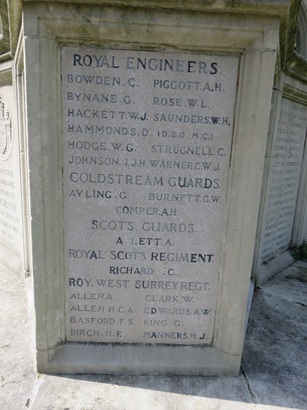 ROYAL ENGINEERS
BOWDEN. C. PIGGOTT. A.H.
BYNANE. G. ROSE. W.L.
HACKETT. W.J. SAUNDERS. W.H.
HAMMOND S. D. (D.S.O M.C.)
HODGE. W. G. STRUGNELL C.
JOHNSON. T.J.H. WARNER. C.W.J.
COLDSTREAM GUARDS
AYLING. G. BURNETT. G.W.
COMPER. A.H.
SCOTS GUARDS.
A LETT. A.
ROYAL SCOTS REGIMENT
RICHARD C.
ROY. WEST SURREY REGT.
ALLEN A. CLARK. W.
ALLEN H.C.A. EDWARDS. A.W.
BASFORD. F.S. KING. G.
BIRCH. H.E. MANNERS. H.J.